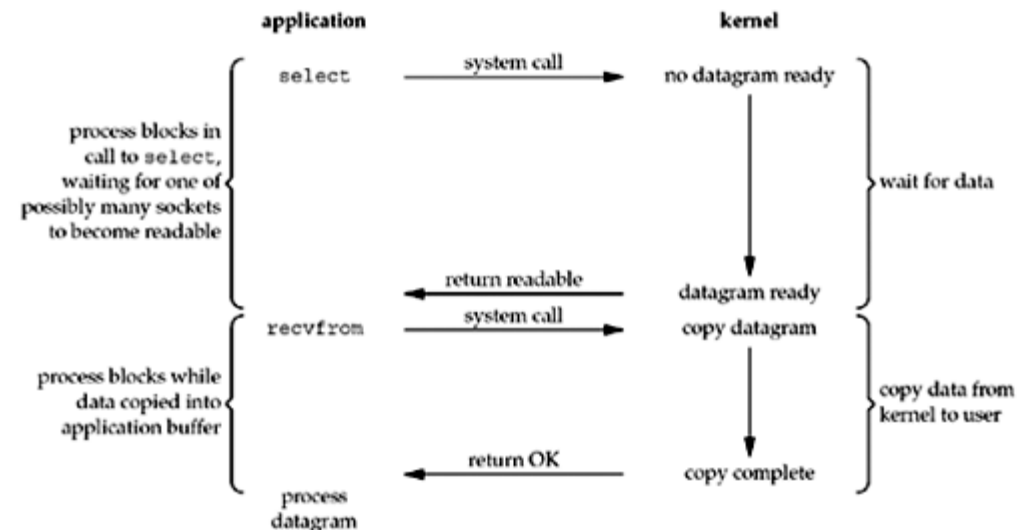 application
kernel
select
system call
no datagram ready
process blocks in
call to select,
waiting for one of
possibly many sockets
to become readable
wait for data
return readable
datagram ready
recvfrom
system call
copy datagram
process blocks while
data copied into
application buffer
copy data from
kernel to user
return OK
copy complete
process
datagram